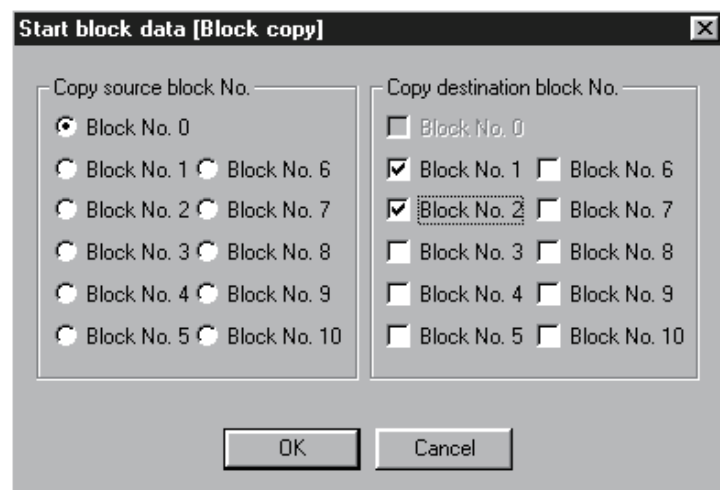 Start block data [Block copy]
Copy source block No.
Block No. 0
Block No. 1 Block No. 6
Block No. 2 Block No. 7
Block No. 3 Block No. 8
Block No. 4 Block No. 9
Block No. 5 Block No. 10
Copy destination block No.
Block No. 0
Block No. 1 Block No. 6
Block No. 2 Block No. 7
Block No. 3 Block No. 8
Block No. 4 Block No. 9
Block No. 5 Block No. 10
OK Cancel